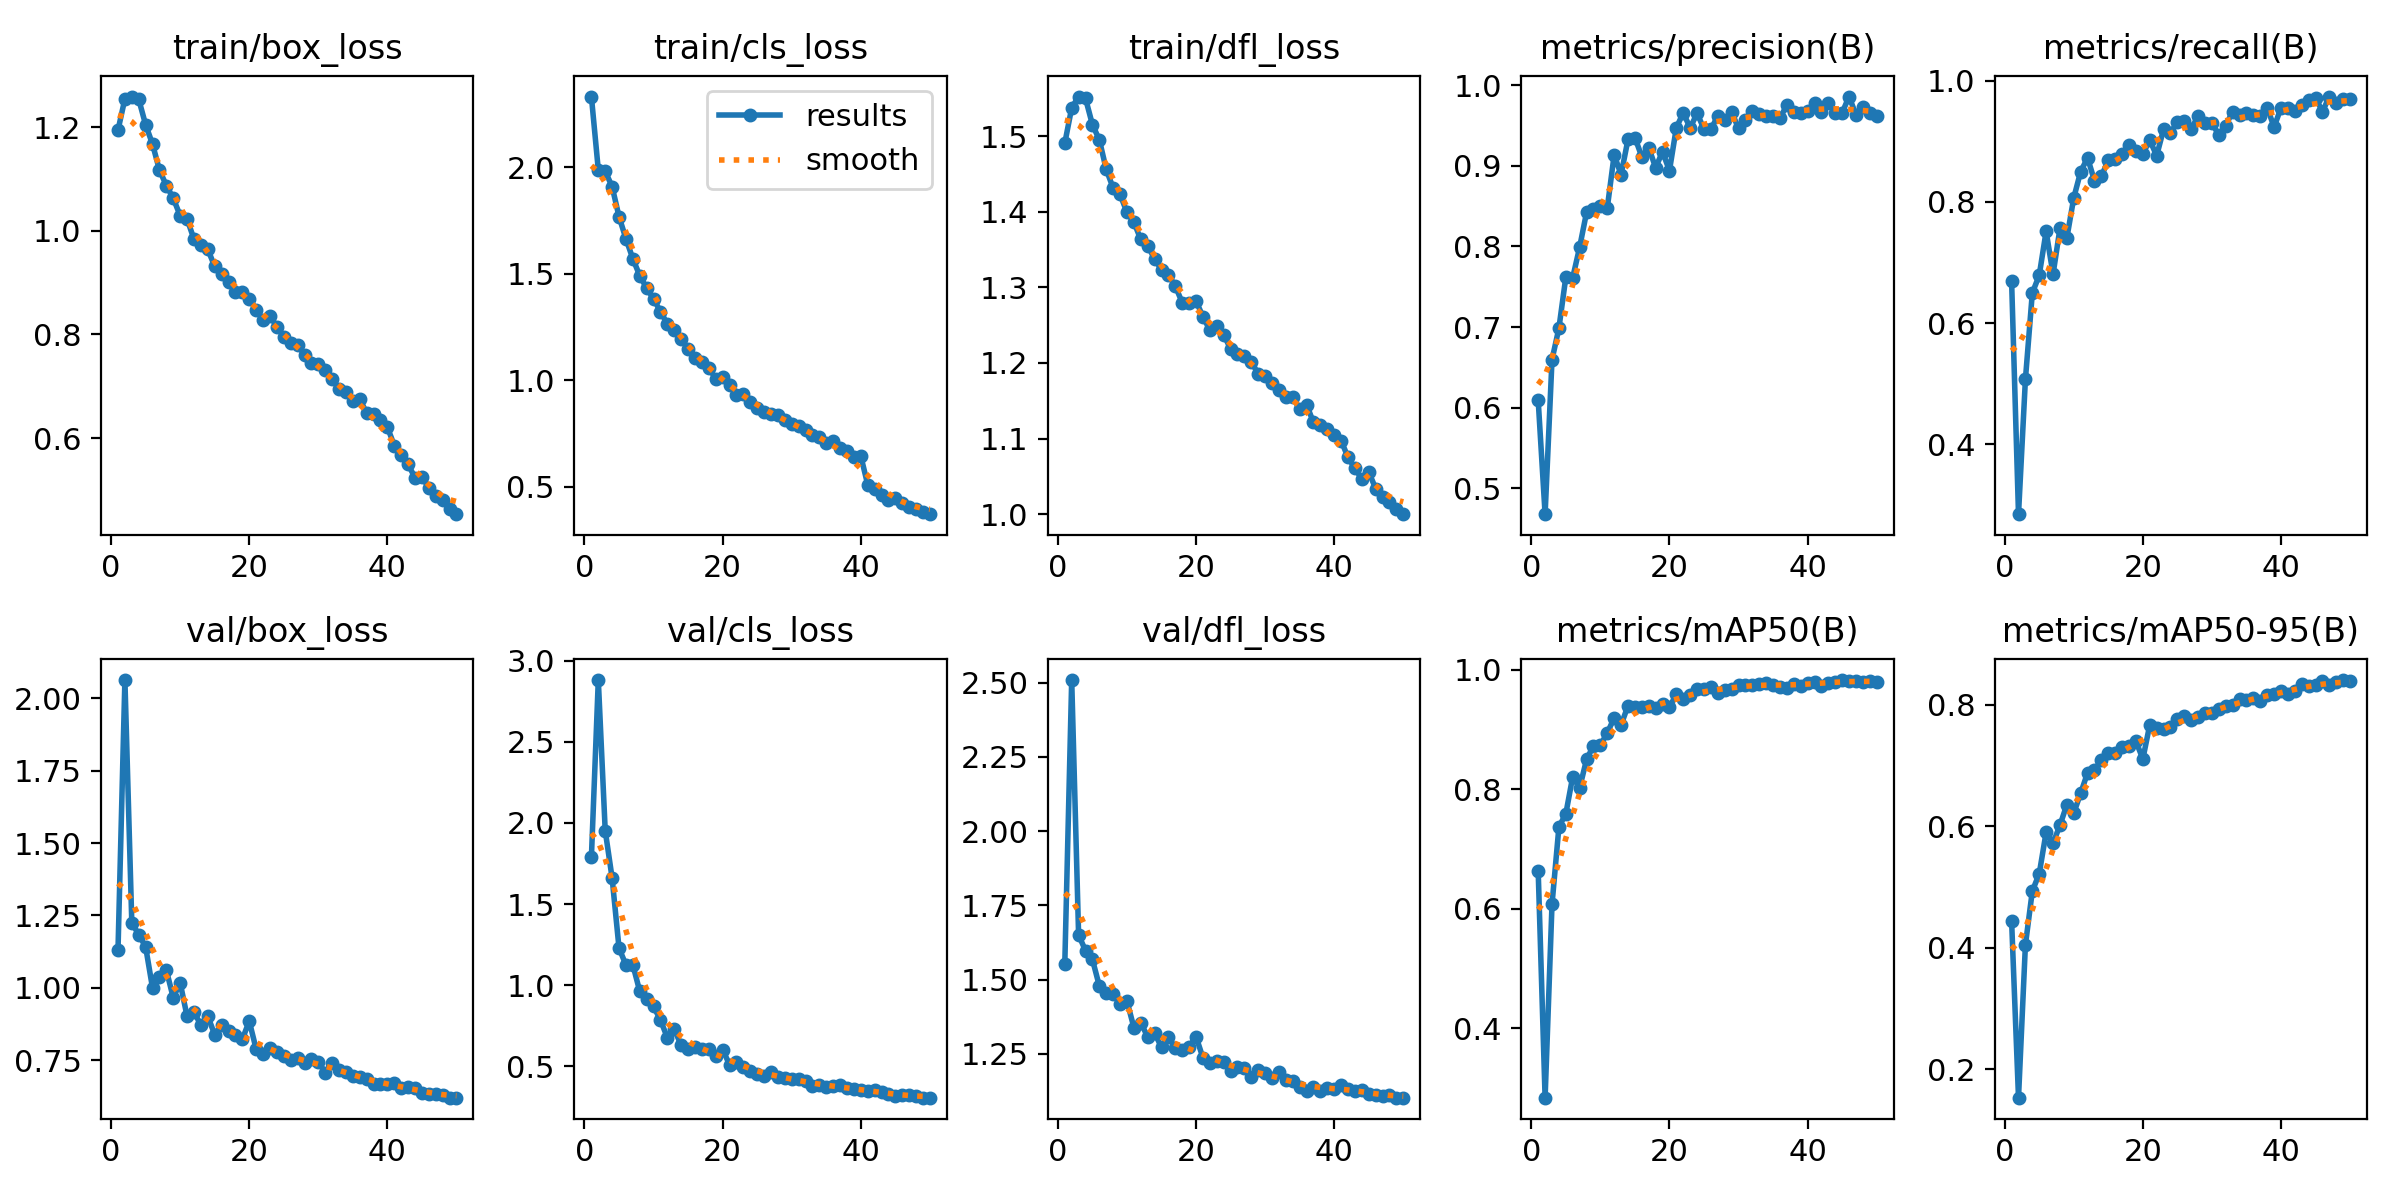 train/box_loss
1.2
1.0
0.8
0.6
0 20 40
train/cls_loss
results
smooth
2.0
1.5
1.0
0.5
0 20 40
train/dfl_loss
1.5
1.4
1.3
1.2
1.1
1.0
0 20 40
metrics/precision(B)
1.0
0.9
0.8
0.7
0.6
0.5
0 20 40
metrics/recall(B)
1.0
0.8
0.6
0.4
0 20 40
val/box_loss
2.00
1.75
1.50
1.25
1.00
0.75
0 20 40
val/cls_loss
3.0
2.5
2.0
1.5
1.0
0.5
0 20 40
val/dfl_loss
2.50
2.25
2.00
1.75
1.50
1.25
0 20 40
metrics/mAP50(B)
1.0
0.8
0.6
0.4
0 20 40
metrics/mAP50-95(B)
0.8
0.6
0.4
0.2
0 20 40